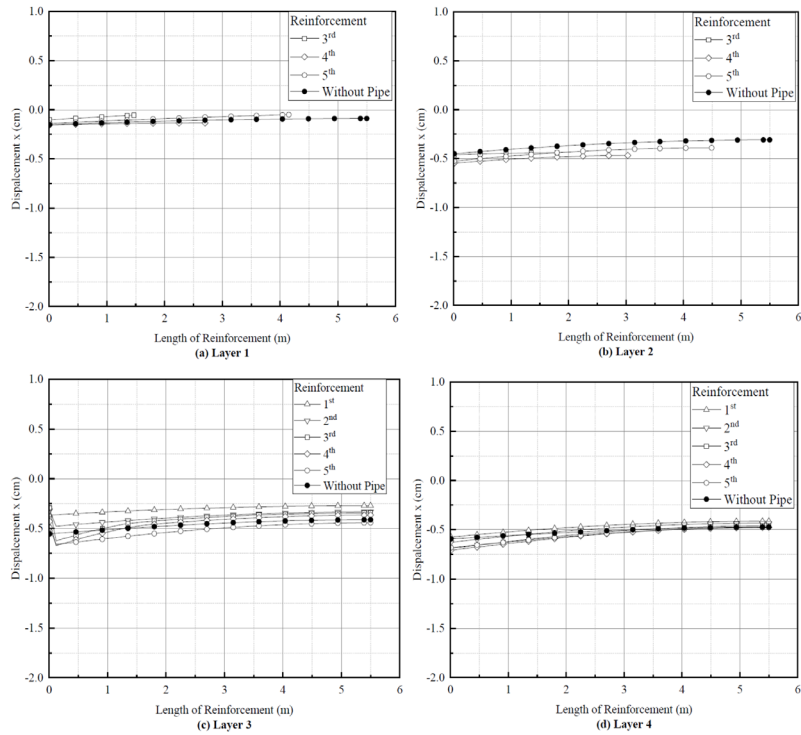 Reinforcement
3rd
4th
5th
Without Pipe
1.0
0.5
0.0
-0.5
-1.0
-1.5
-2.0
Dispalcement x (cm)
0 1 2 3 4 5 6
Length of Reinforcement (m)
(a) Layer 1
Reinforcement
3rd
4th
5th
Without Pipe
1.0
0.5
0.0
-0.5
-1.0
-1.5
-2.0
Dispalcement x (cm)
0 1 2 3 4 5 6
Length of Reinforcement (m)
(b) Layer 2
Reinforcement
1st
2nd
3rd
4th
5th
Without Pipe
1.0
0.5
0.0
-0.5
-1.0
-1.5
-2.0
Dispalcement x (cm)
0 1 2 3 4 5 6
Length of Reinforcement (m)
(c) Layer 3
Reinforcement
1st
2nd
3rd
4th
5th
Without Pipe
1.0
0.5
0.0
-0.5
-1.0
-1.5
-2.0
Dispalcement x (cm)
0 1 2 3 4 5 6
Length of Reinforcement (m)
(d) Layer 4